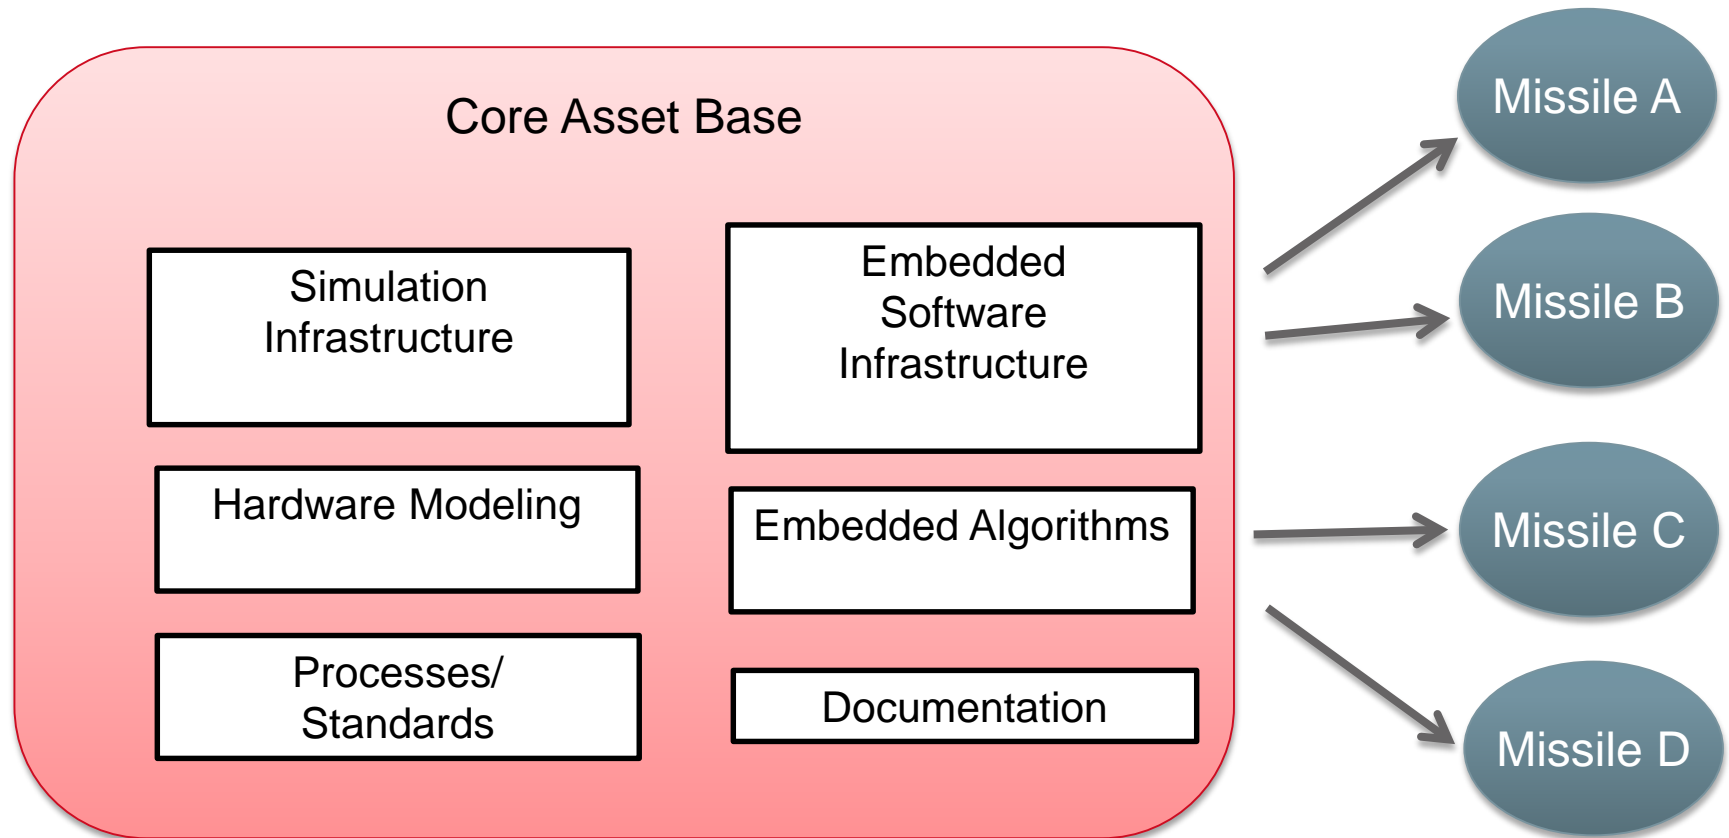 Core Asset Base
Simulation
Infrastructure
Embedded
Software
Infrastructure
Hardware Modeling
Embedded Algorithms
Processes/
Standards
Documentation
Missile A
Missile B
Missile C
Missile D